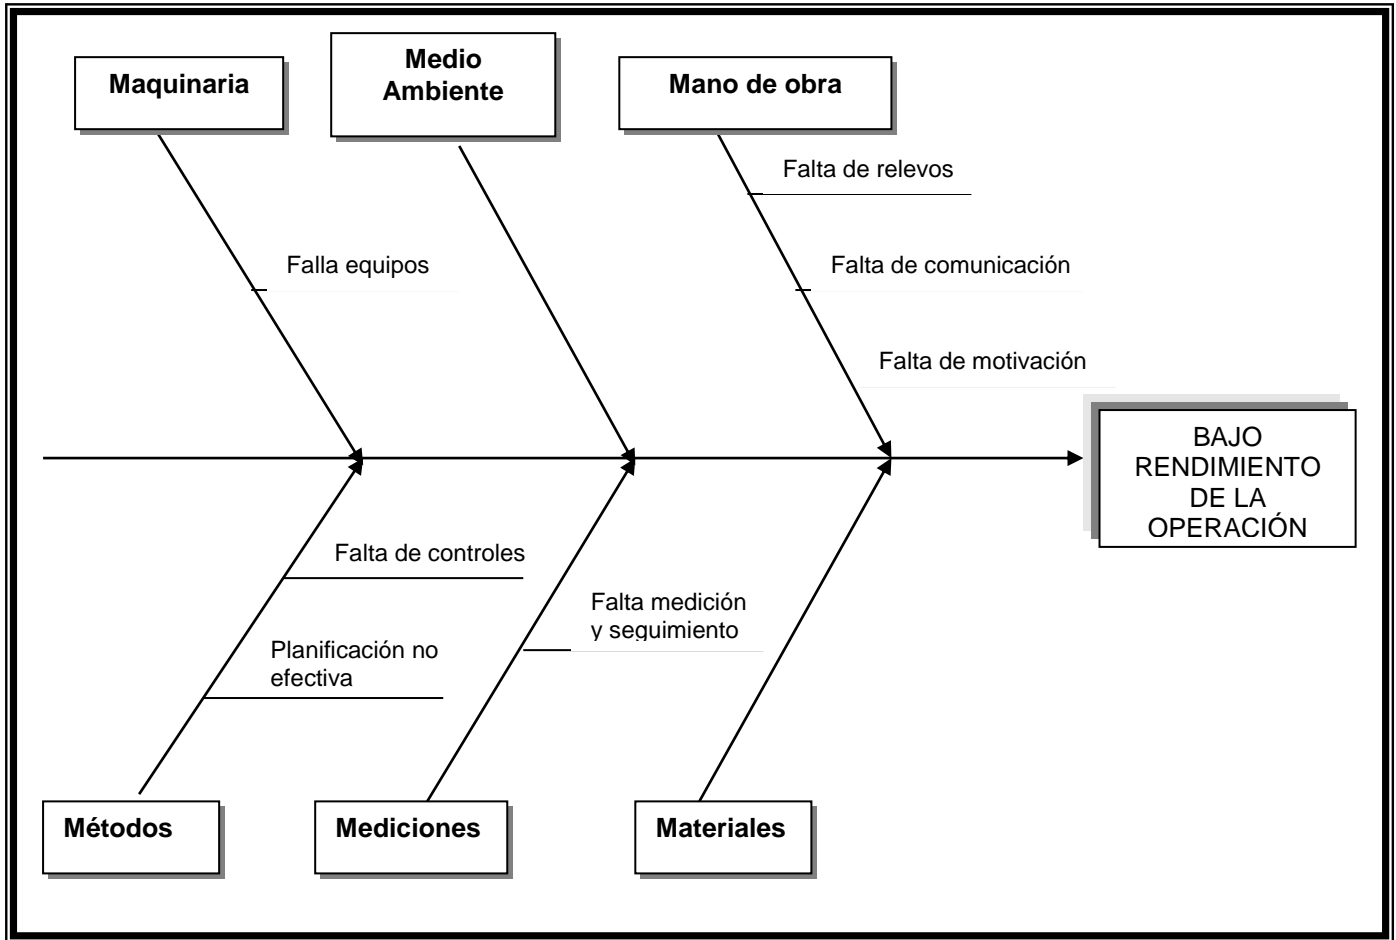 Maquinaria
Medio
Ambiente
Mano de obra
Falta de relevos
Falla equipos
Falta de comunicación
Falta de motivación
BAJO
RENDIMIENTO
DE LA
OPERACIÓN
Falta de controles
Falta medición
y seguimiento
Planificación no
efectiva
Métodos
Mediciones
Materiales